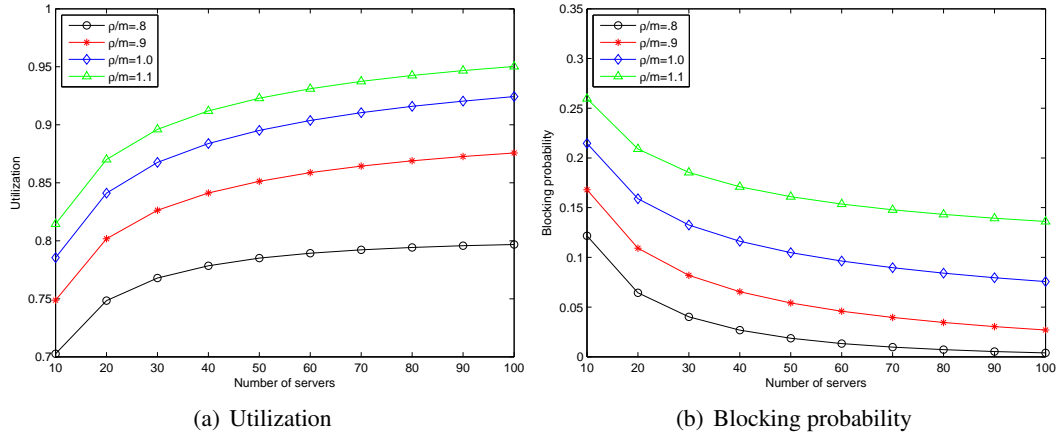 1
0.95
0.9
0.85
0.8
0.75
0.7
Utilization
ρ/m=.8
ρ/m=.9
ρ/m=1.0
ρ/m=1.1
10 20 30 40 50 60 70 80 90 100
Number of servers
(a) Utilization
0.35
0.3
0.25
0.2
0.15
0.1
0.05
0
Blocking probability
ρ/m=.8
ρ/m=.9
ρ/m=1.0
ρ/m=1.1
10 20 30 40 50 60 70 80 90 100
Number of servers
(b) Blocking probability